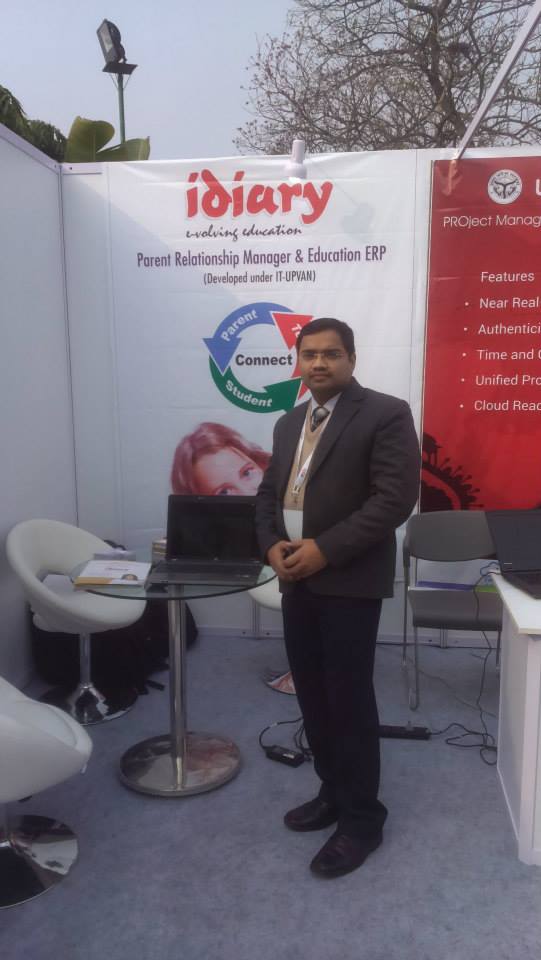 idiary
e-volving education
Parent Relationship Manager & Education ERP
(Developed under IT-UPVAN)
Parent
Connect
Student
PROject Manag
Features
• Near Real
• Authentici
• Time and
• Unified Pro
• Cloud Reac